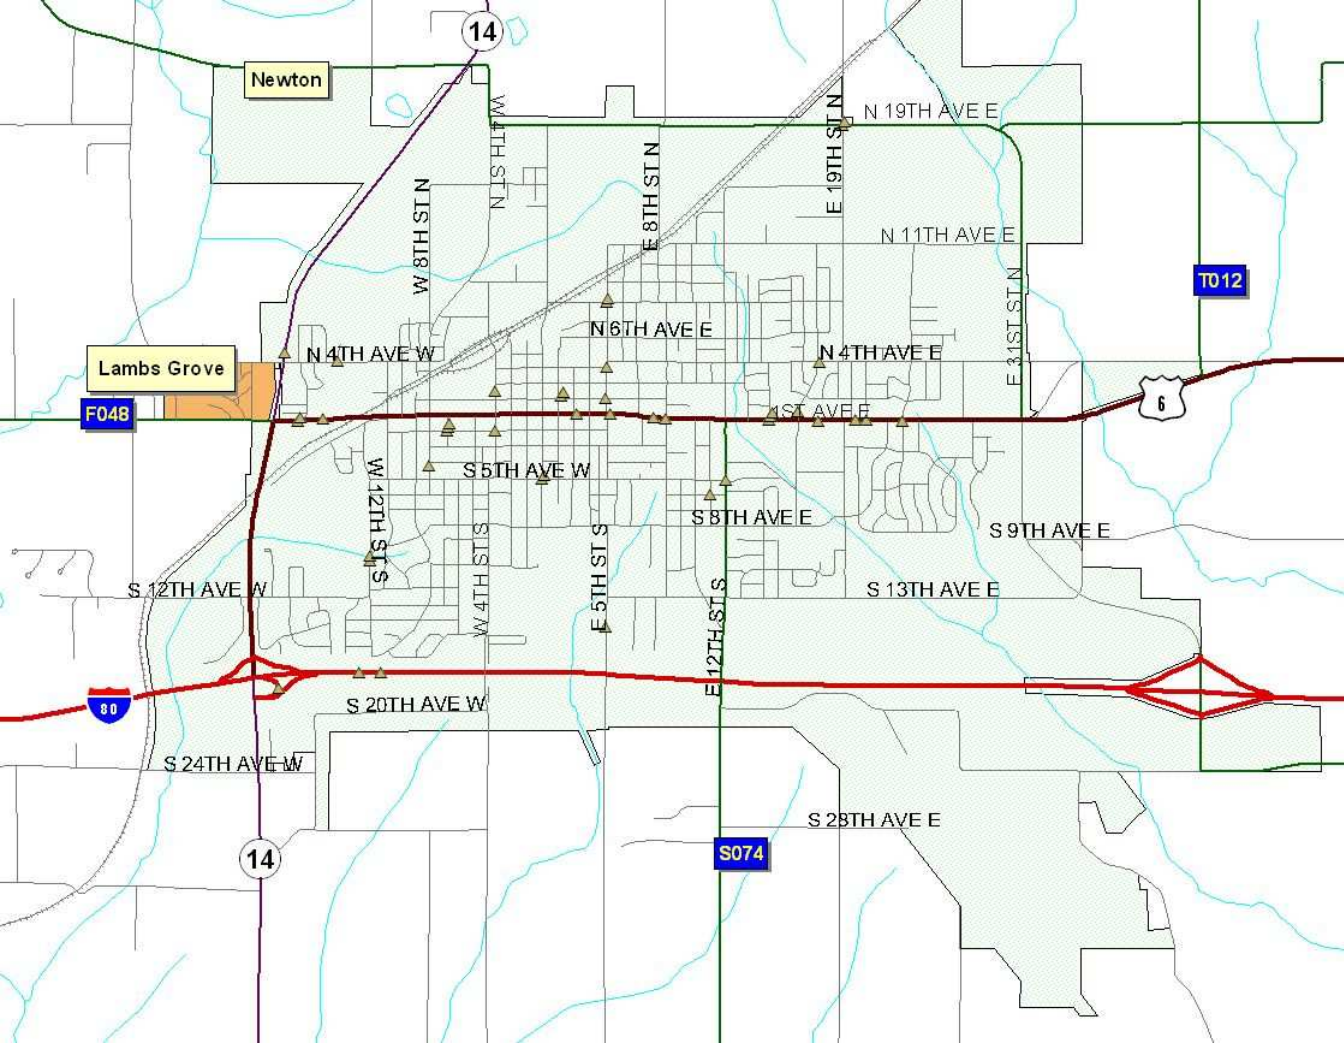 14
Newton
N 19TH AVE E
W 4TH ST N
E 19TH ST N
E 8TH ST N
W 8TH ST N
N 11TH AVE E
T012
E 31ST ST N
N 6TH AVE E
N 4TH AVE W
N 4TH AVE E
Lambs Grove
F048
1ST AVE E
6
S 5TH AVE W
W 12TH ST S
S 8TH AVE E
S 9TH AVE E
W 4TH ST S
E 5TH ST S
S 12TH AVE W
S 13TH AVE E
E 12TH ST S
80
S 20TH AVE W
S 24TH AVE W
S 28TH AVE E
14
S074